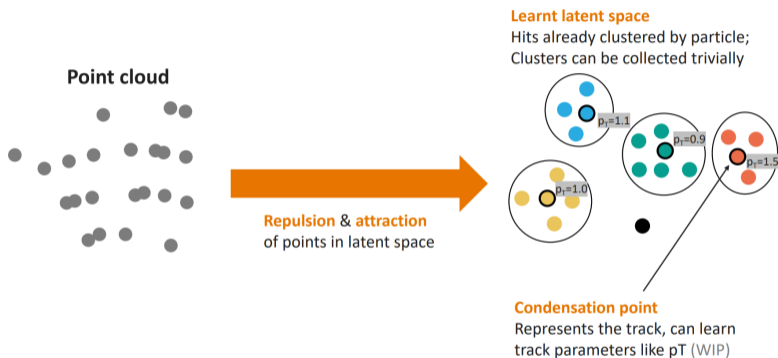 Learnt latent space
Hits already clustered by particle;
Clusters can be collected trivially
Point cloud
pT=1.1
pT=0.9
pT=1.5
pT=1.0
Repulsion & attraction
of points in latent space
Condensation point
Represents the track, can learn
track parameters like pT (WIP)